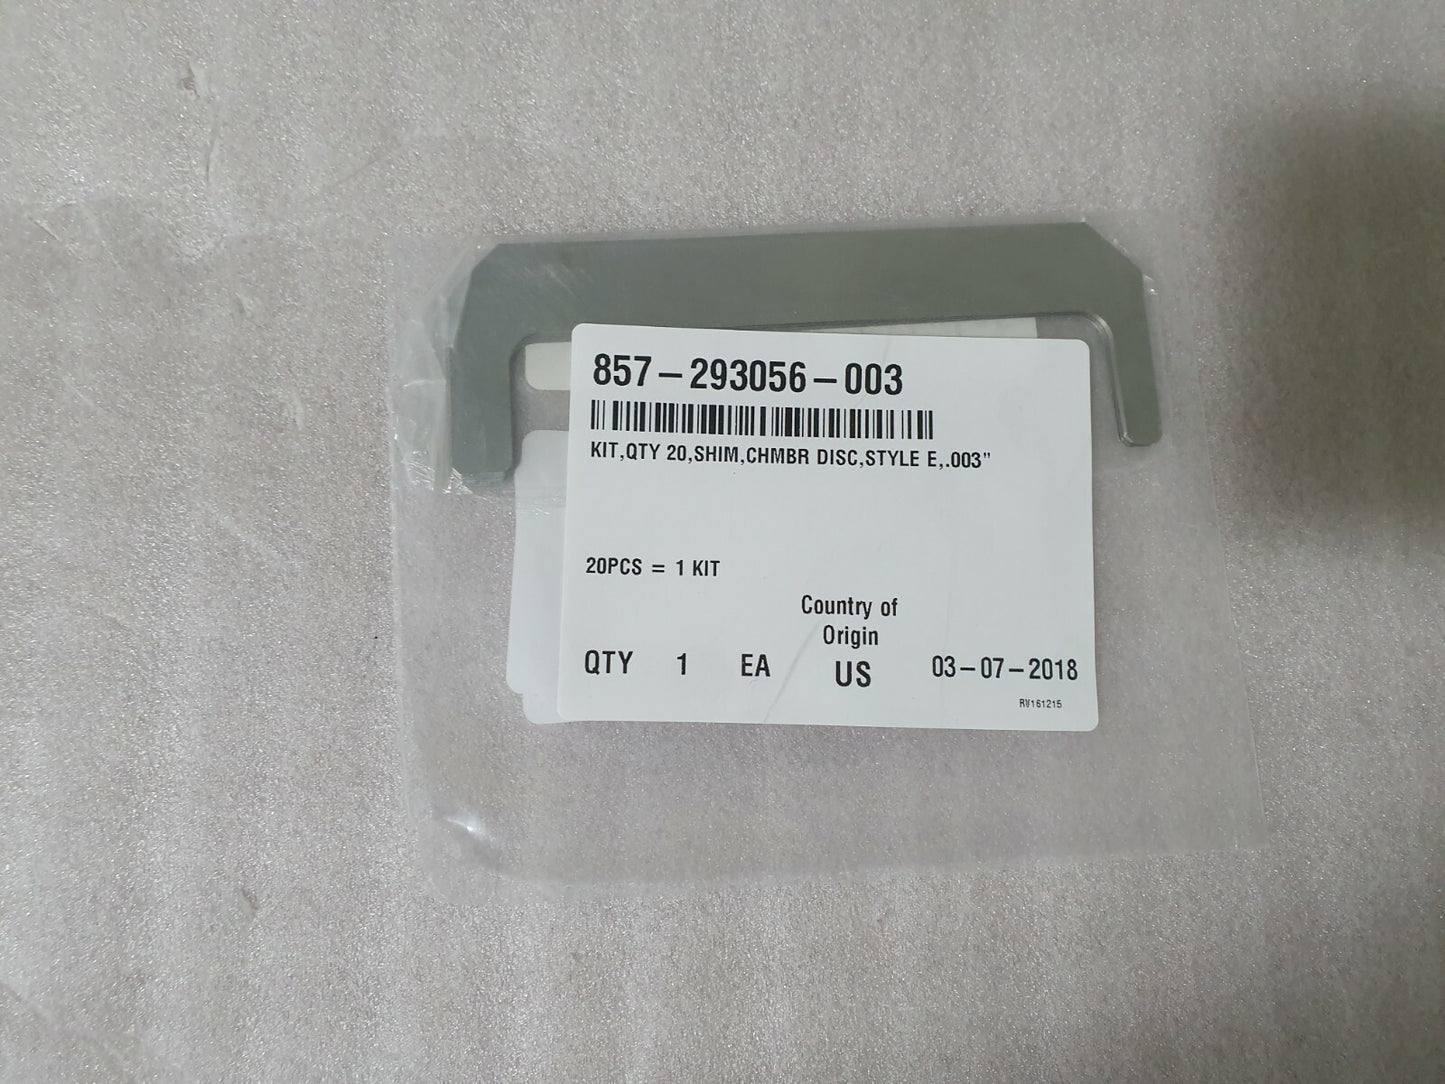 857-293056-003
KIT,QTY 20,SHIM,CHMBR DISC,STYLE E,.003"
20PCS = 1 KIT
Country of
Origin
QTY 1 EA US 03-07-2018
RV161215